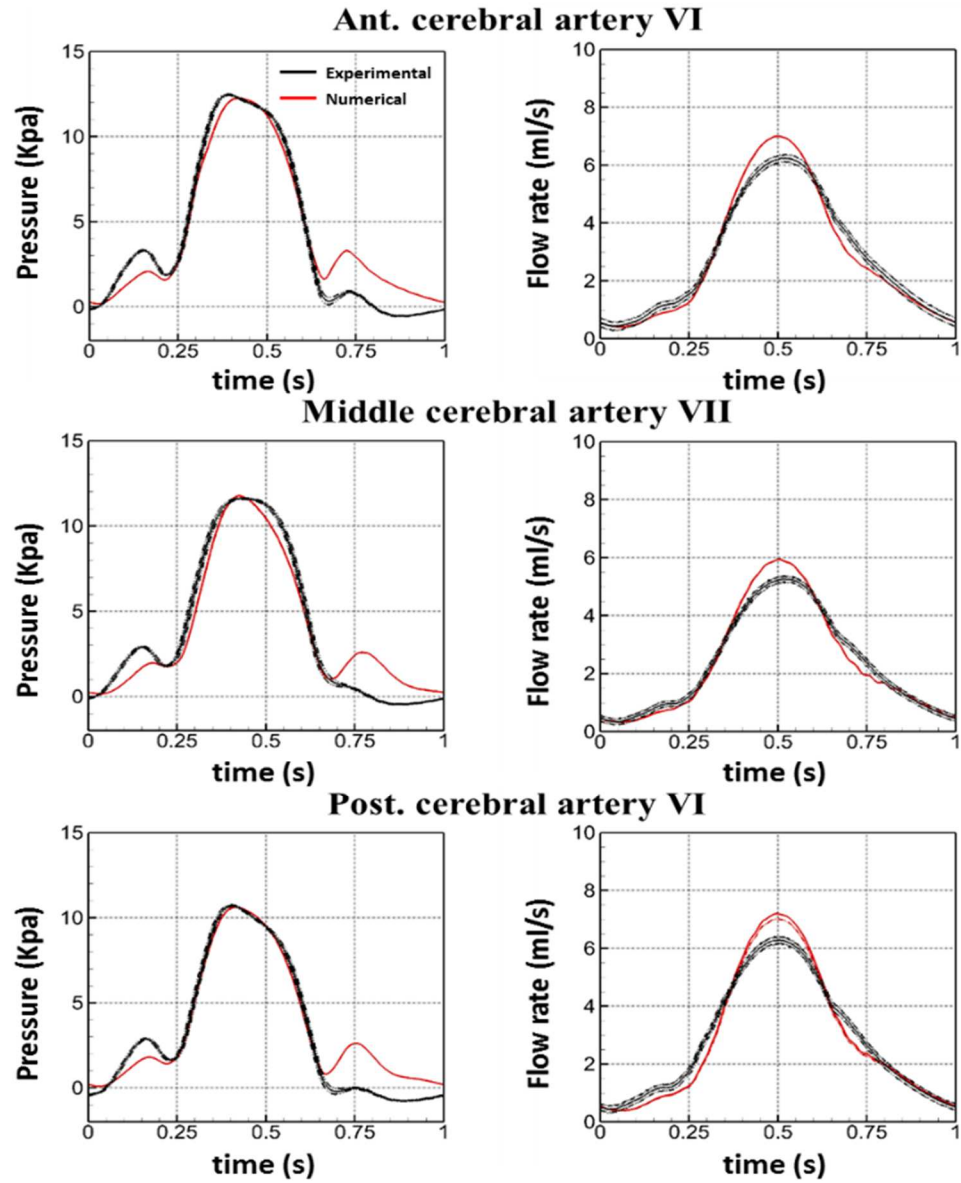 Ant. cerebral artery VI
15
10
5
0
Pressure (Kpa)
Experimental
Numerical
0 0.25 0.5 0.75 1
time (s)
10
8
6
4
2
0
Flow rate (ml/s)
0 0.25 0.5 0.75 1
time (s)
Middle cerebral artery VII
15
10
5
0
Pressure (Kpa)
0 0.25 0.5 0.75 1
time (s)
10
8
6
4
2
0
Flow rate (ml/s)
0 0.25 0.5 0.75 1
time (s)
Post. cerebral artery VI
15
10
5
0
Pressure (Kpa)
0 0.25 0.5 0.75 1
time (s)
10
8
6
4
2
0
Flow rate (ml/s)
0 0.25 0.5 0.75 1
time (s)